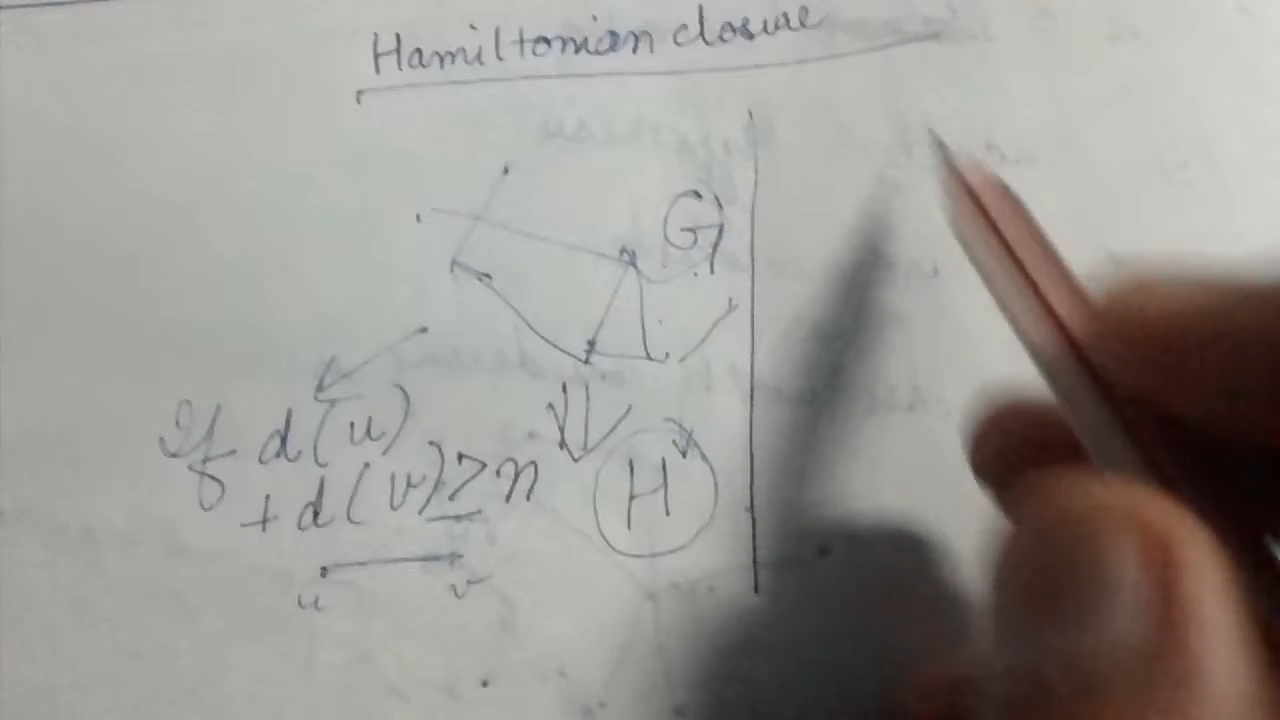 Hamiltonian closure
G
If d(u)
+ d(v) ≥ n
H
u v